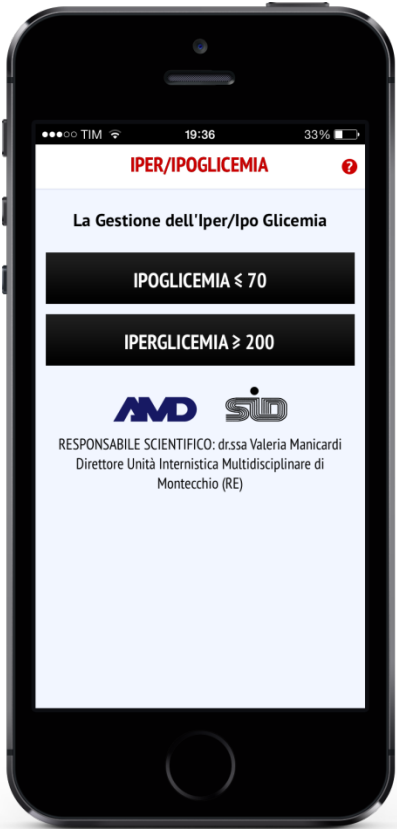 TIM 19:36 33%
IPER/IPOGLICEMIA ?
La Gestione dell'Iper/Ipo Glicemia
IPOGLICEMIA ≤ 70
IPERGLICEMIA ≥ 200
AMD SID
RESPONSABILE SCIENTIFICO: dr.ssa Valeria Manicardi
Direttore Unità Internistica Multidisciplinare di
Montecchio (RE)